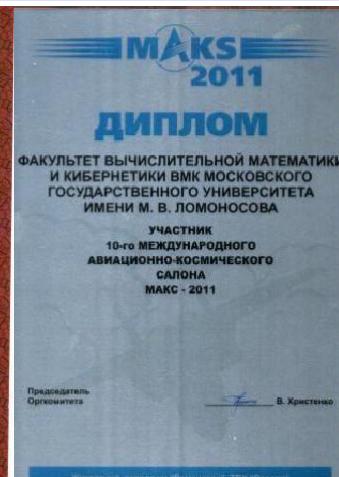 MAKS
2011
ДИПЛОМ
ФАКУЛЬТЕТ ВЫЧИСЛИТЕЛЬНОЙ МАТЕМАТИКИ
И КИБЕРНЕТИКИ ВМК МОСКОВСКОГО
ГОСУДАРСТВЕННОГО УНИВЕРСИТЕТА
ИМЕНИ М. В. ЛОМОНОСОВА
УЧАСТНИК
10-го МЕЖДУНАРОДНОГО
АВИАЦИОННО-КОСМИЧЕСКОГО
САЛОНА
МАКС - 2011
Председатель
Оргкомитета
В. Христенко